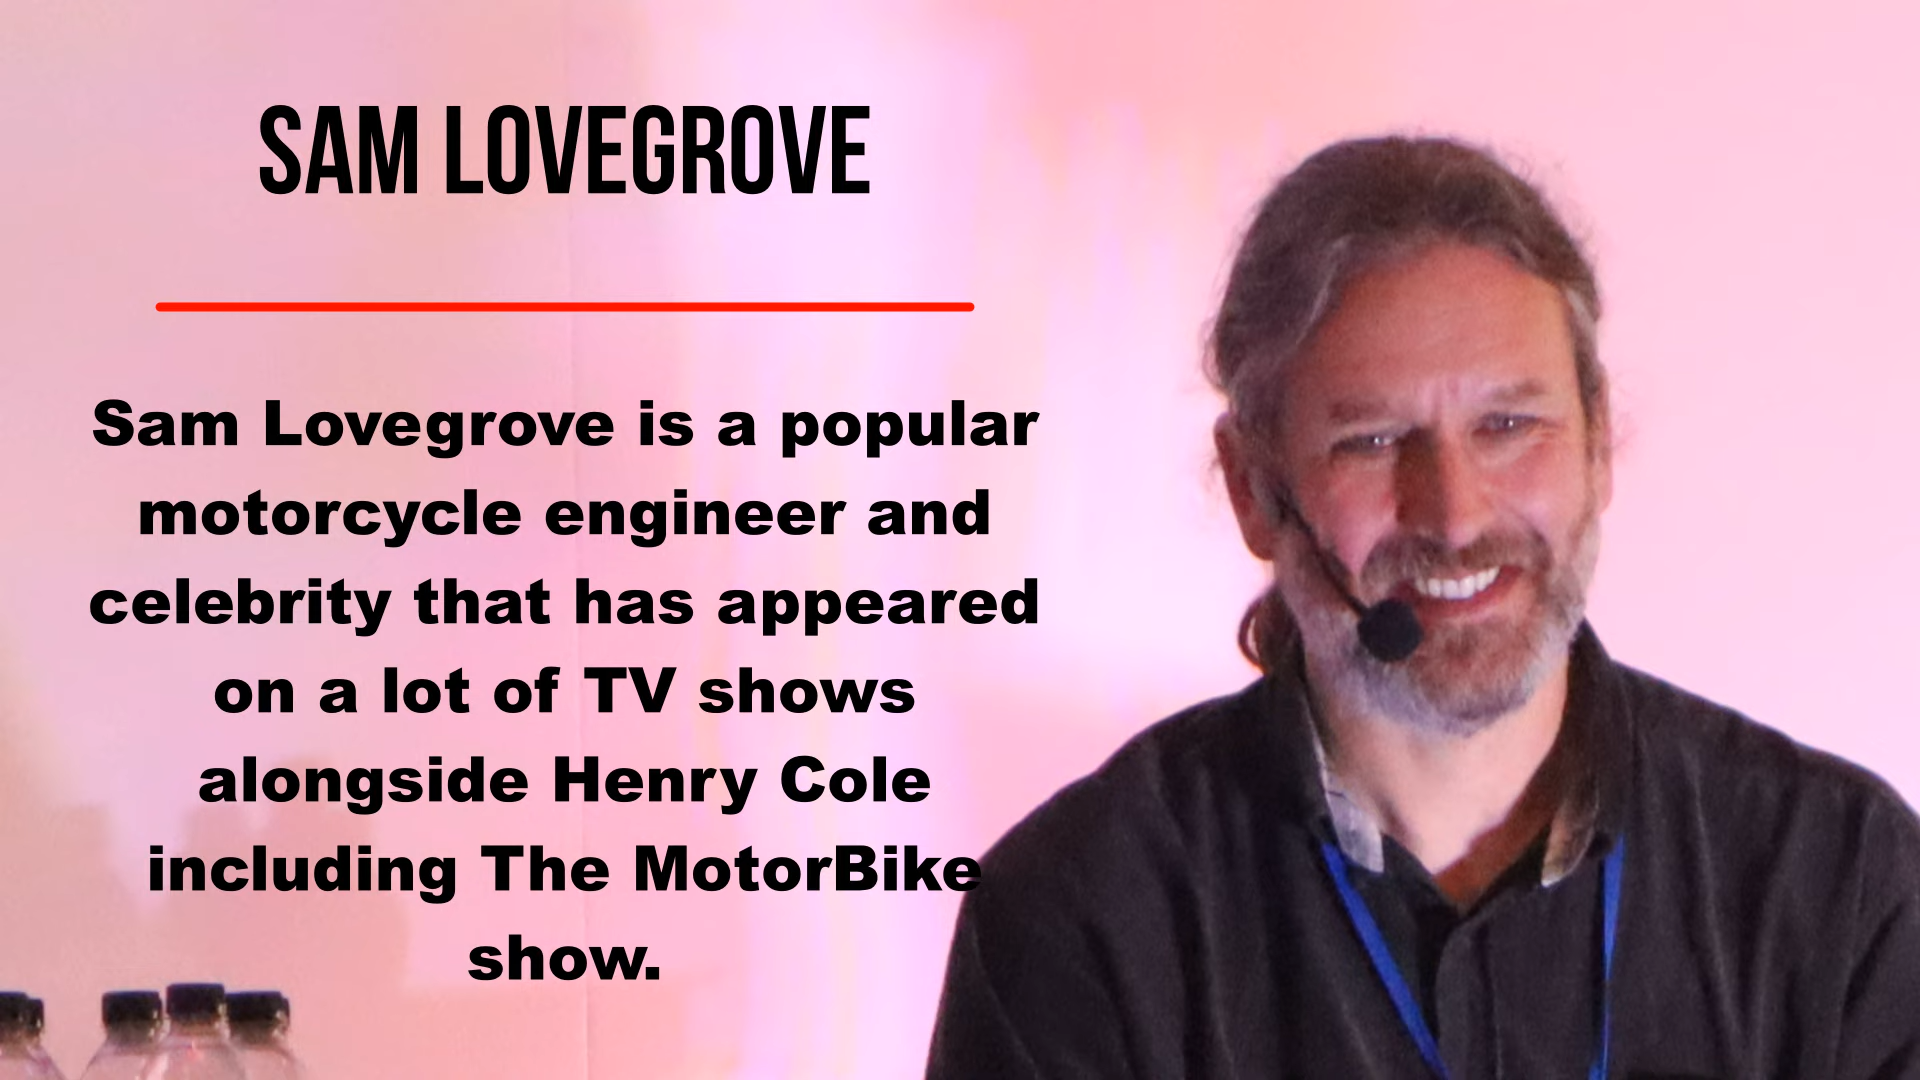 SAM LOVEGROVE
Sam Lovegrove is a popular
motorcycle engineer and
celebrity that has appeared
on a lot of TV shows
alongside Henry Cole
including The MotorBike
show.